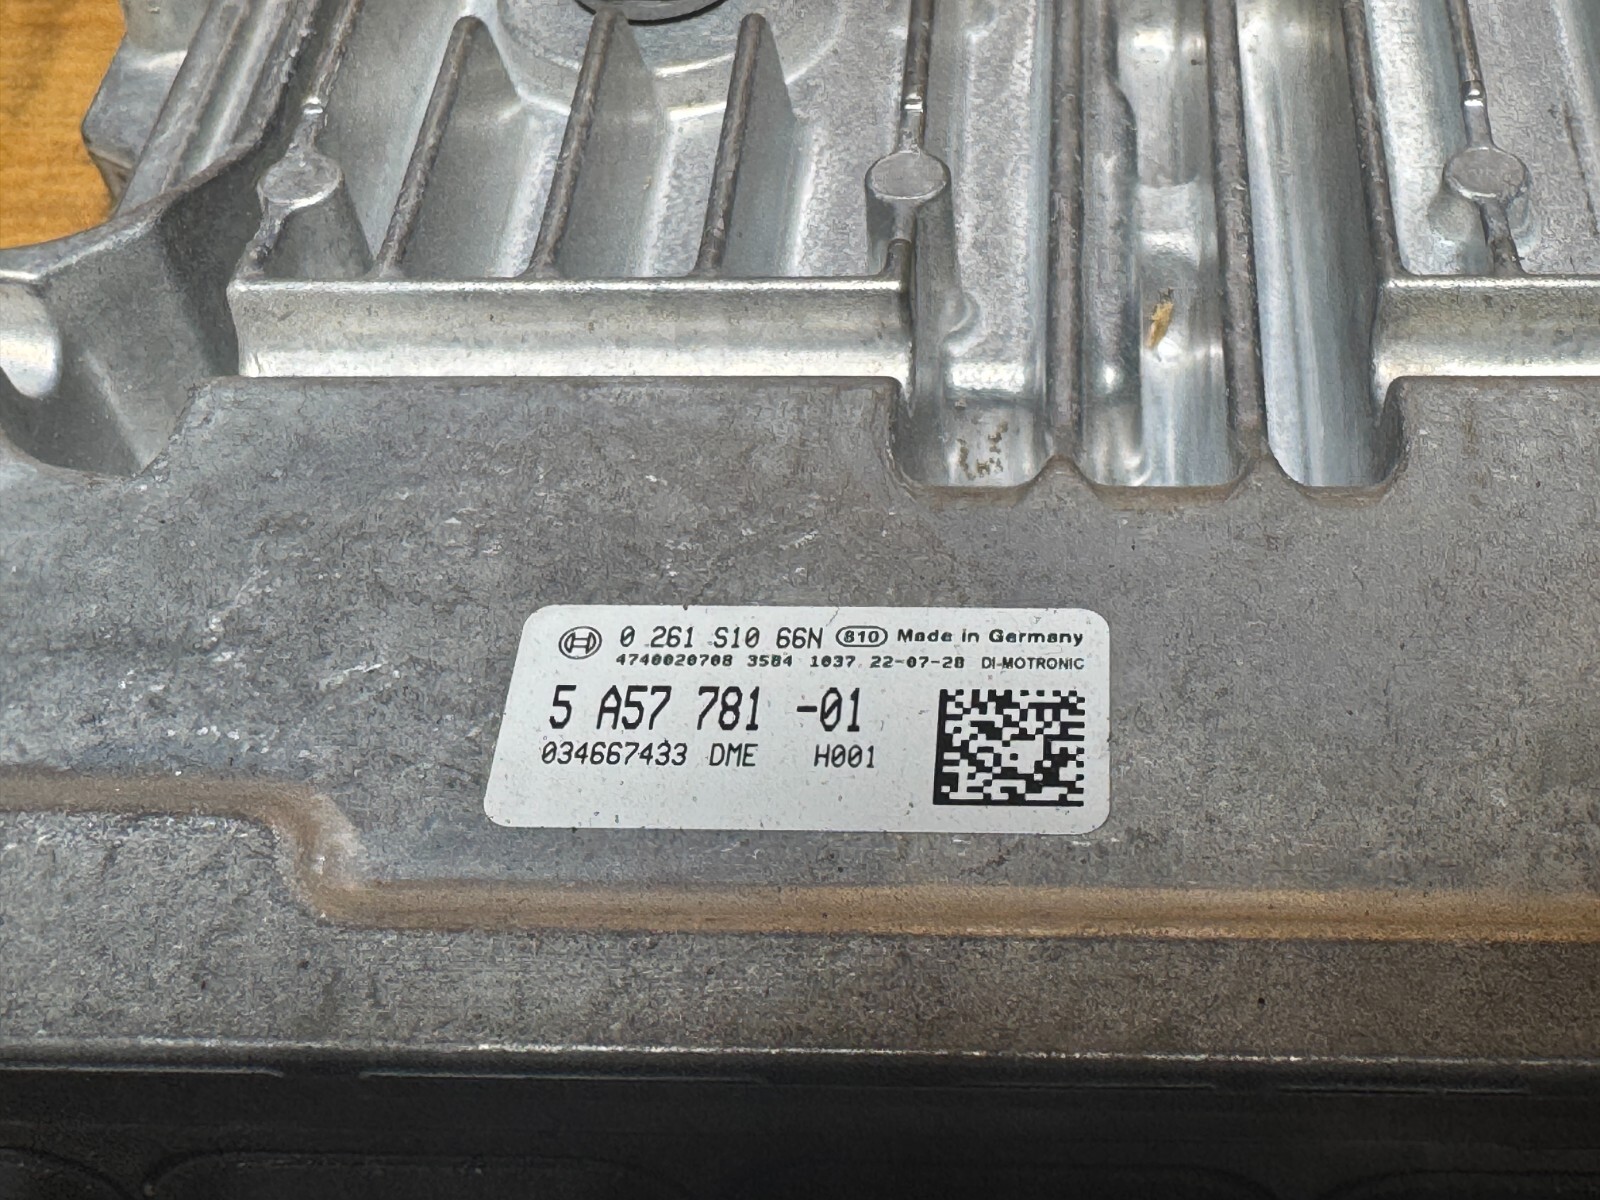 0 261 S10 66N 810 Made in Germany
4740020708 3584 1037 22-07-28 DI-MOTRONIC
5 A57 781 -01
034667433 DME H001